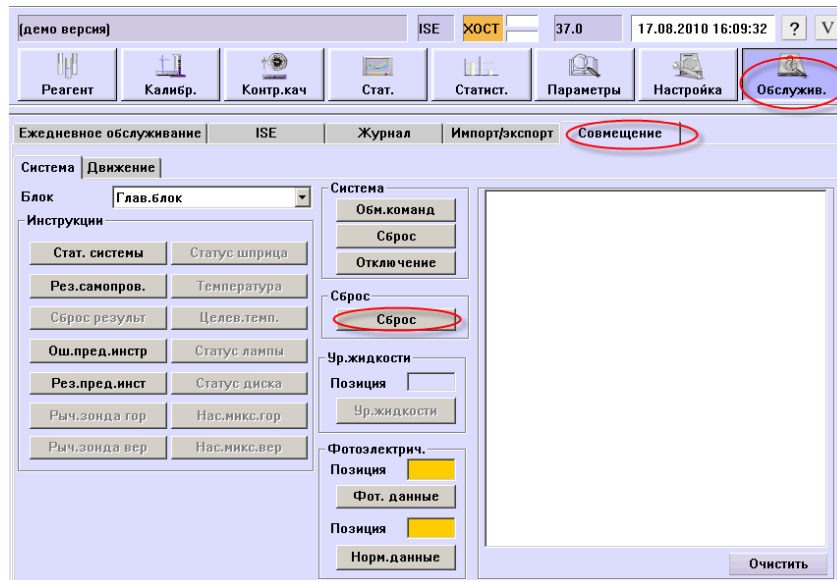 (демо версия) ISE ХОСТ 37.0 17.08.2010 16:09:32 ? V
Реагент Калибр. Контр.кач Стат. Статист. Параметры Настройка Обслужив.
Ежедневное обслуживание ISE Журнал Импорт/экспорт Совмещение
Система Движение
Блок Глав.блок
Инструкции
Стат. системы Статус шприца
Рез.самопров. Температура
Сброс результ Целев.темп.
Ош.пред.инстр Статус лампы
Рез.пред.инст Статус диска
Рыч.зонда гор Нас.микс.гор
Рыч.зонда вер Нас.микс.вер
Система
Обм.команд
Сброс
Отключение
Сброс
Сброс
Ур.жидкости
Позиция
Ур.жидкости
Фотоэлектрич.
Позиция
Фот. данные
Позиция
Норм.данные
Очистить